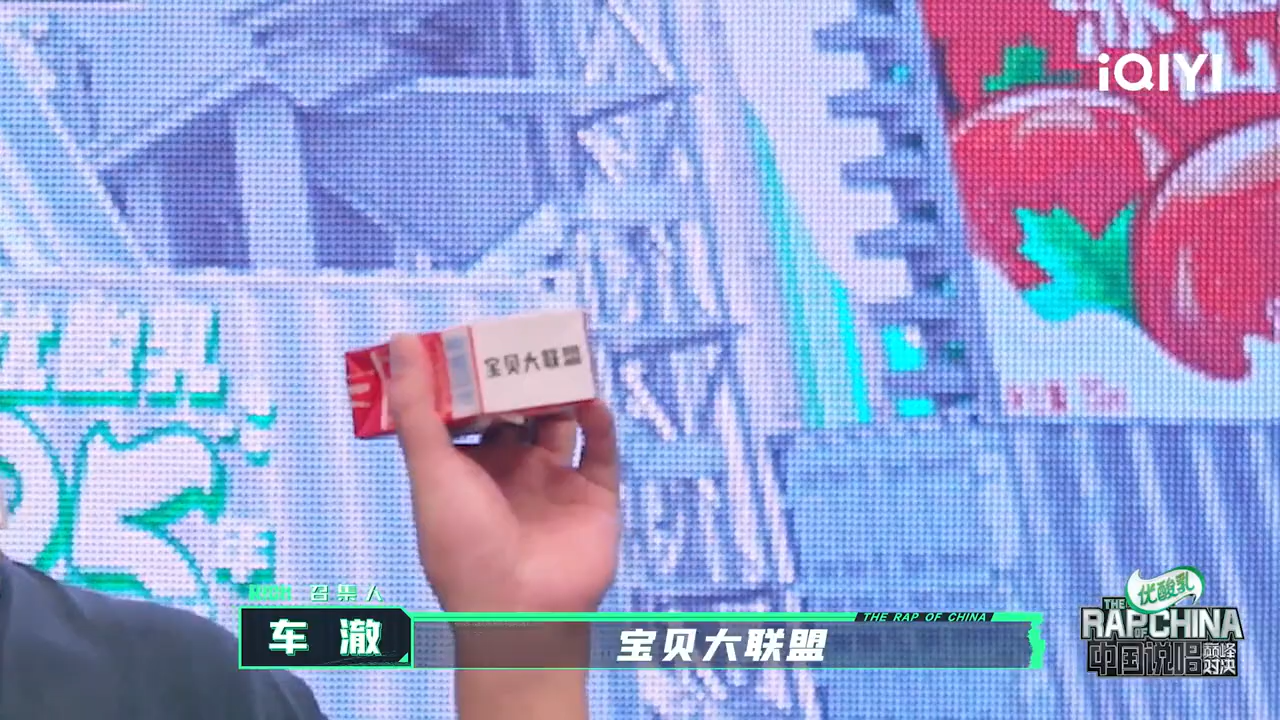 iQIYI
宝贝大联盟
召集人
车澈
THE RAP OF CHINA
宝贝大联盟
优酸乳
THE
RAP OF CHINA
中国说唱
巅峰
对决